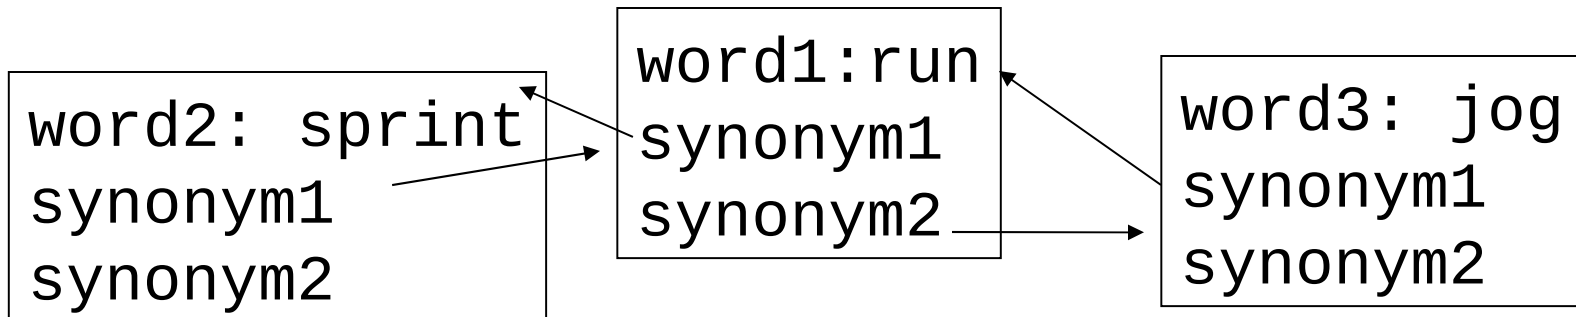 word2: sprint
synonym1
synonym2
word1:run
synonym1
synonym2
word3: jog
synonym1
synonym2